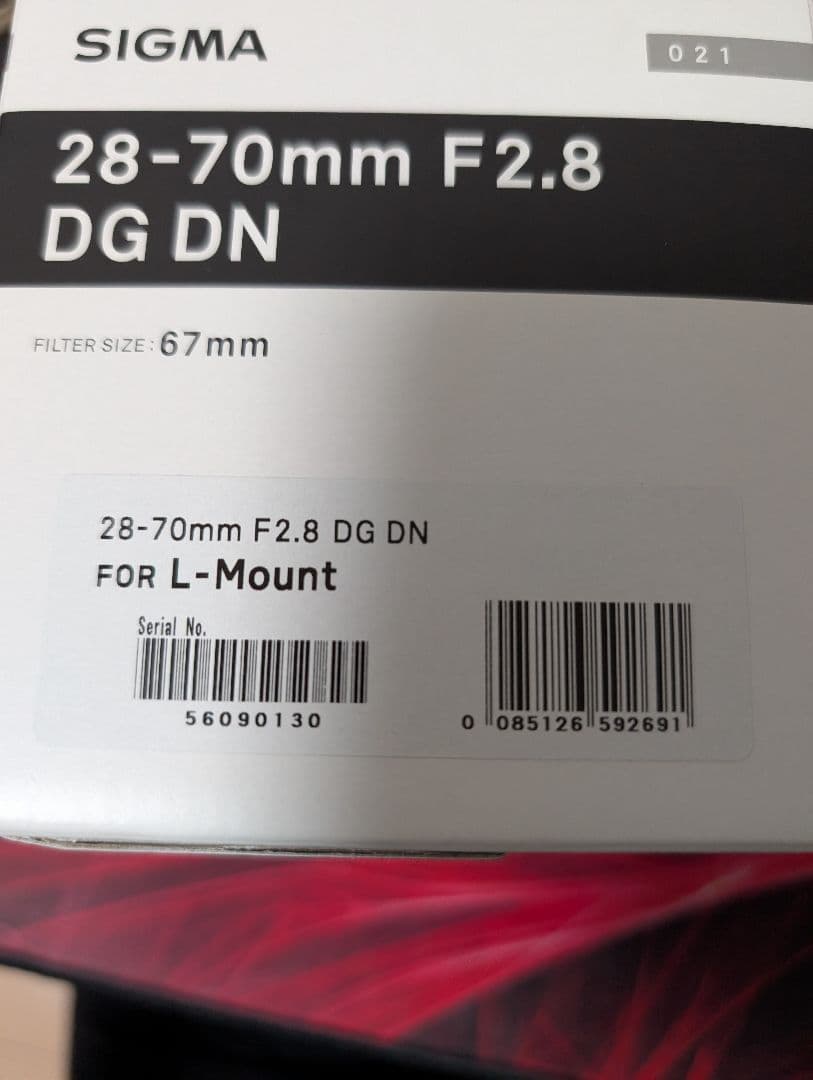 SIGMA
021
28-70mm F2.8
DG DN
FILTER SIZE: 67mm
28-70mm F2.8 DG DN
FOR L-Mount
Serial No.
56090130
0 085126 592691